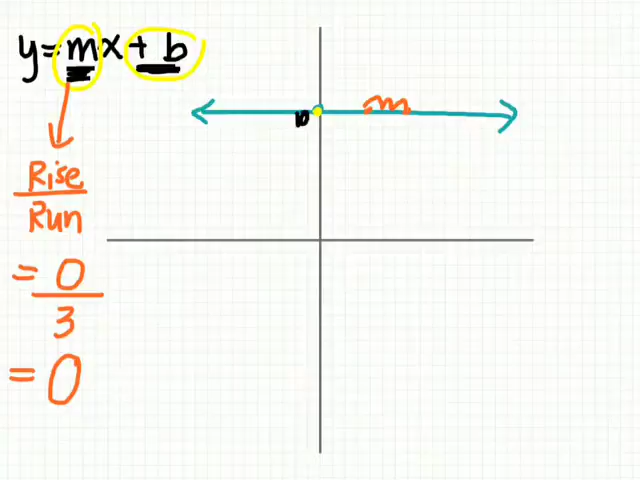 y=mx+b
m
b
Rise
Run
= 0
3
= 0